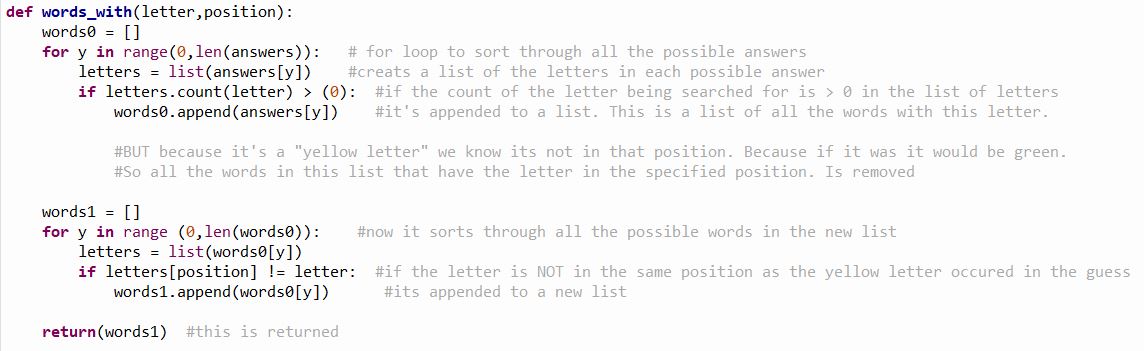 def words_with(letter,position):
    words0 = []
    for y in range(0,len(answers)):   # for loop to sort through all the possible answers
        letters = list(answers[y])    #creats a list of the letters in each possible answer
        if letters.count(letter) > (0):  #if the count of the letter being searched for is > 0 in the list of letters
            words0.append(answers[y])    #it's appended to a list. This is a list of all the words with this letter.
            #BUT because it's a "yellow letter" we know its not in that position. Because if it was it would be green.
            #So all the words in this list that have the letter in the specified position. Is removed
    words1 = []
    for y in range (0,len(words0)):    #now it sorts through all the possible words in the new list
        letters = list(words0[y])
        if letters[position] != letter:  #if the letter is NOT in the same position as the yellow letter occured in the guess
            words1.append(words0[y])      #its appended to a new list
    return(words1)  #this is returned